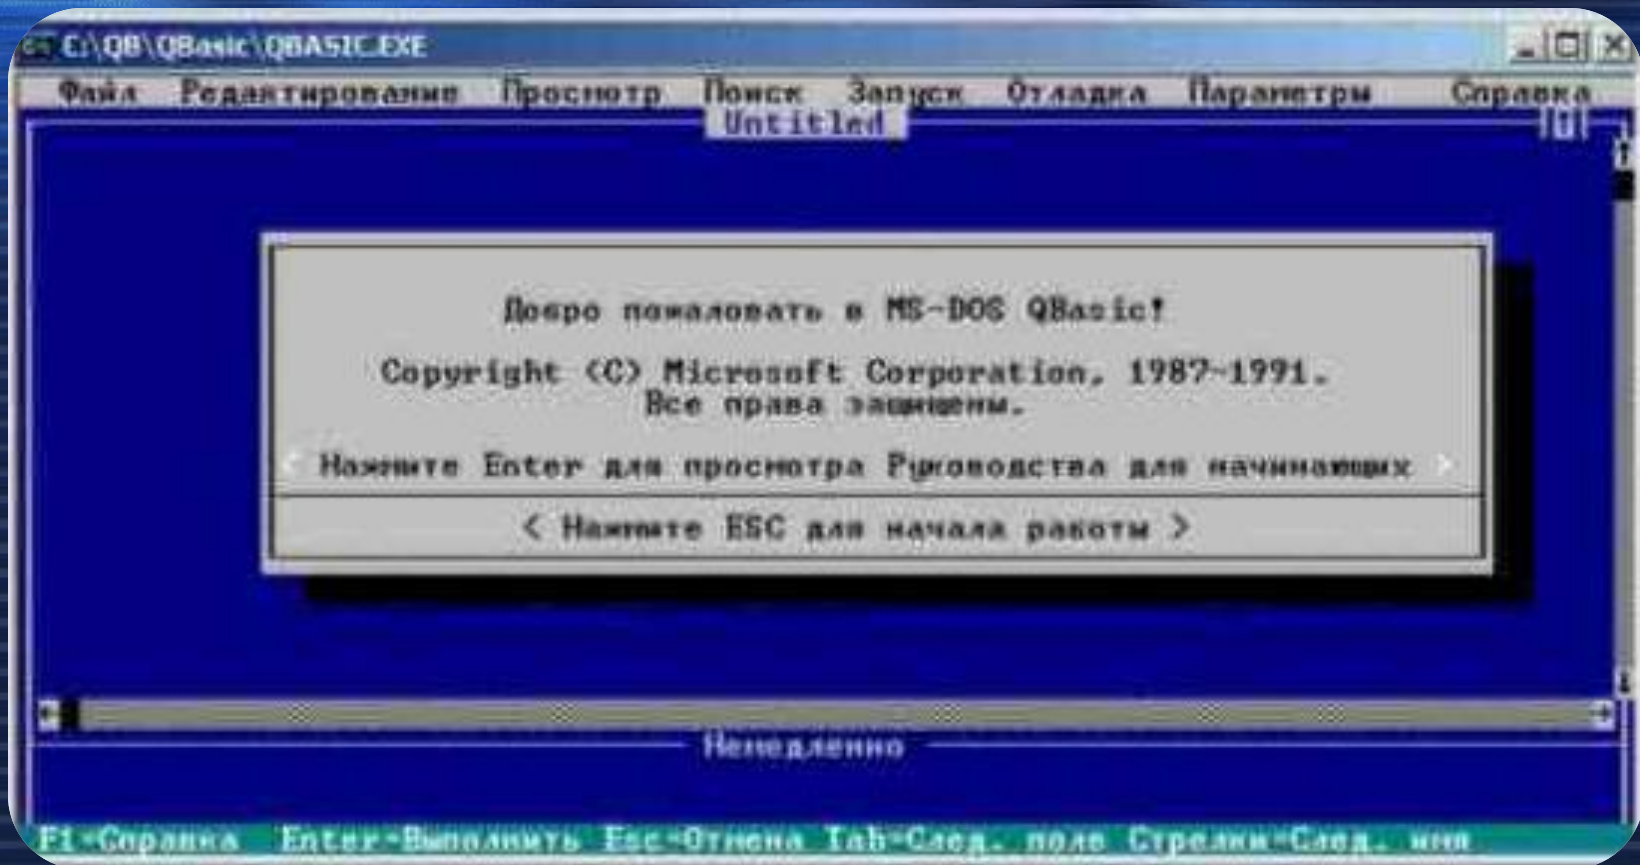 C:\QB\QBasic\QBASIC.EXE
Файл Редактирование Просмотр Поиск Запуск Отладка Параметры Справка
Untitled
Добро пожаловать в MS-DOS QBasic!
Copyright (C) Microsoft Corporation, 1987-1991.
Все права защищены.
< Нажмите Enter для просмотра Руководства для начинающих >
< Нажмите ESC для начала работы >
Немедленно
F1=Справка Enter=Выполнить Esc=Отмена Tab=След. поле Стрелки=След. имя